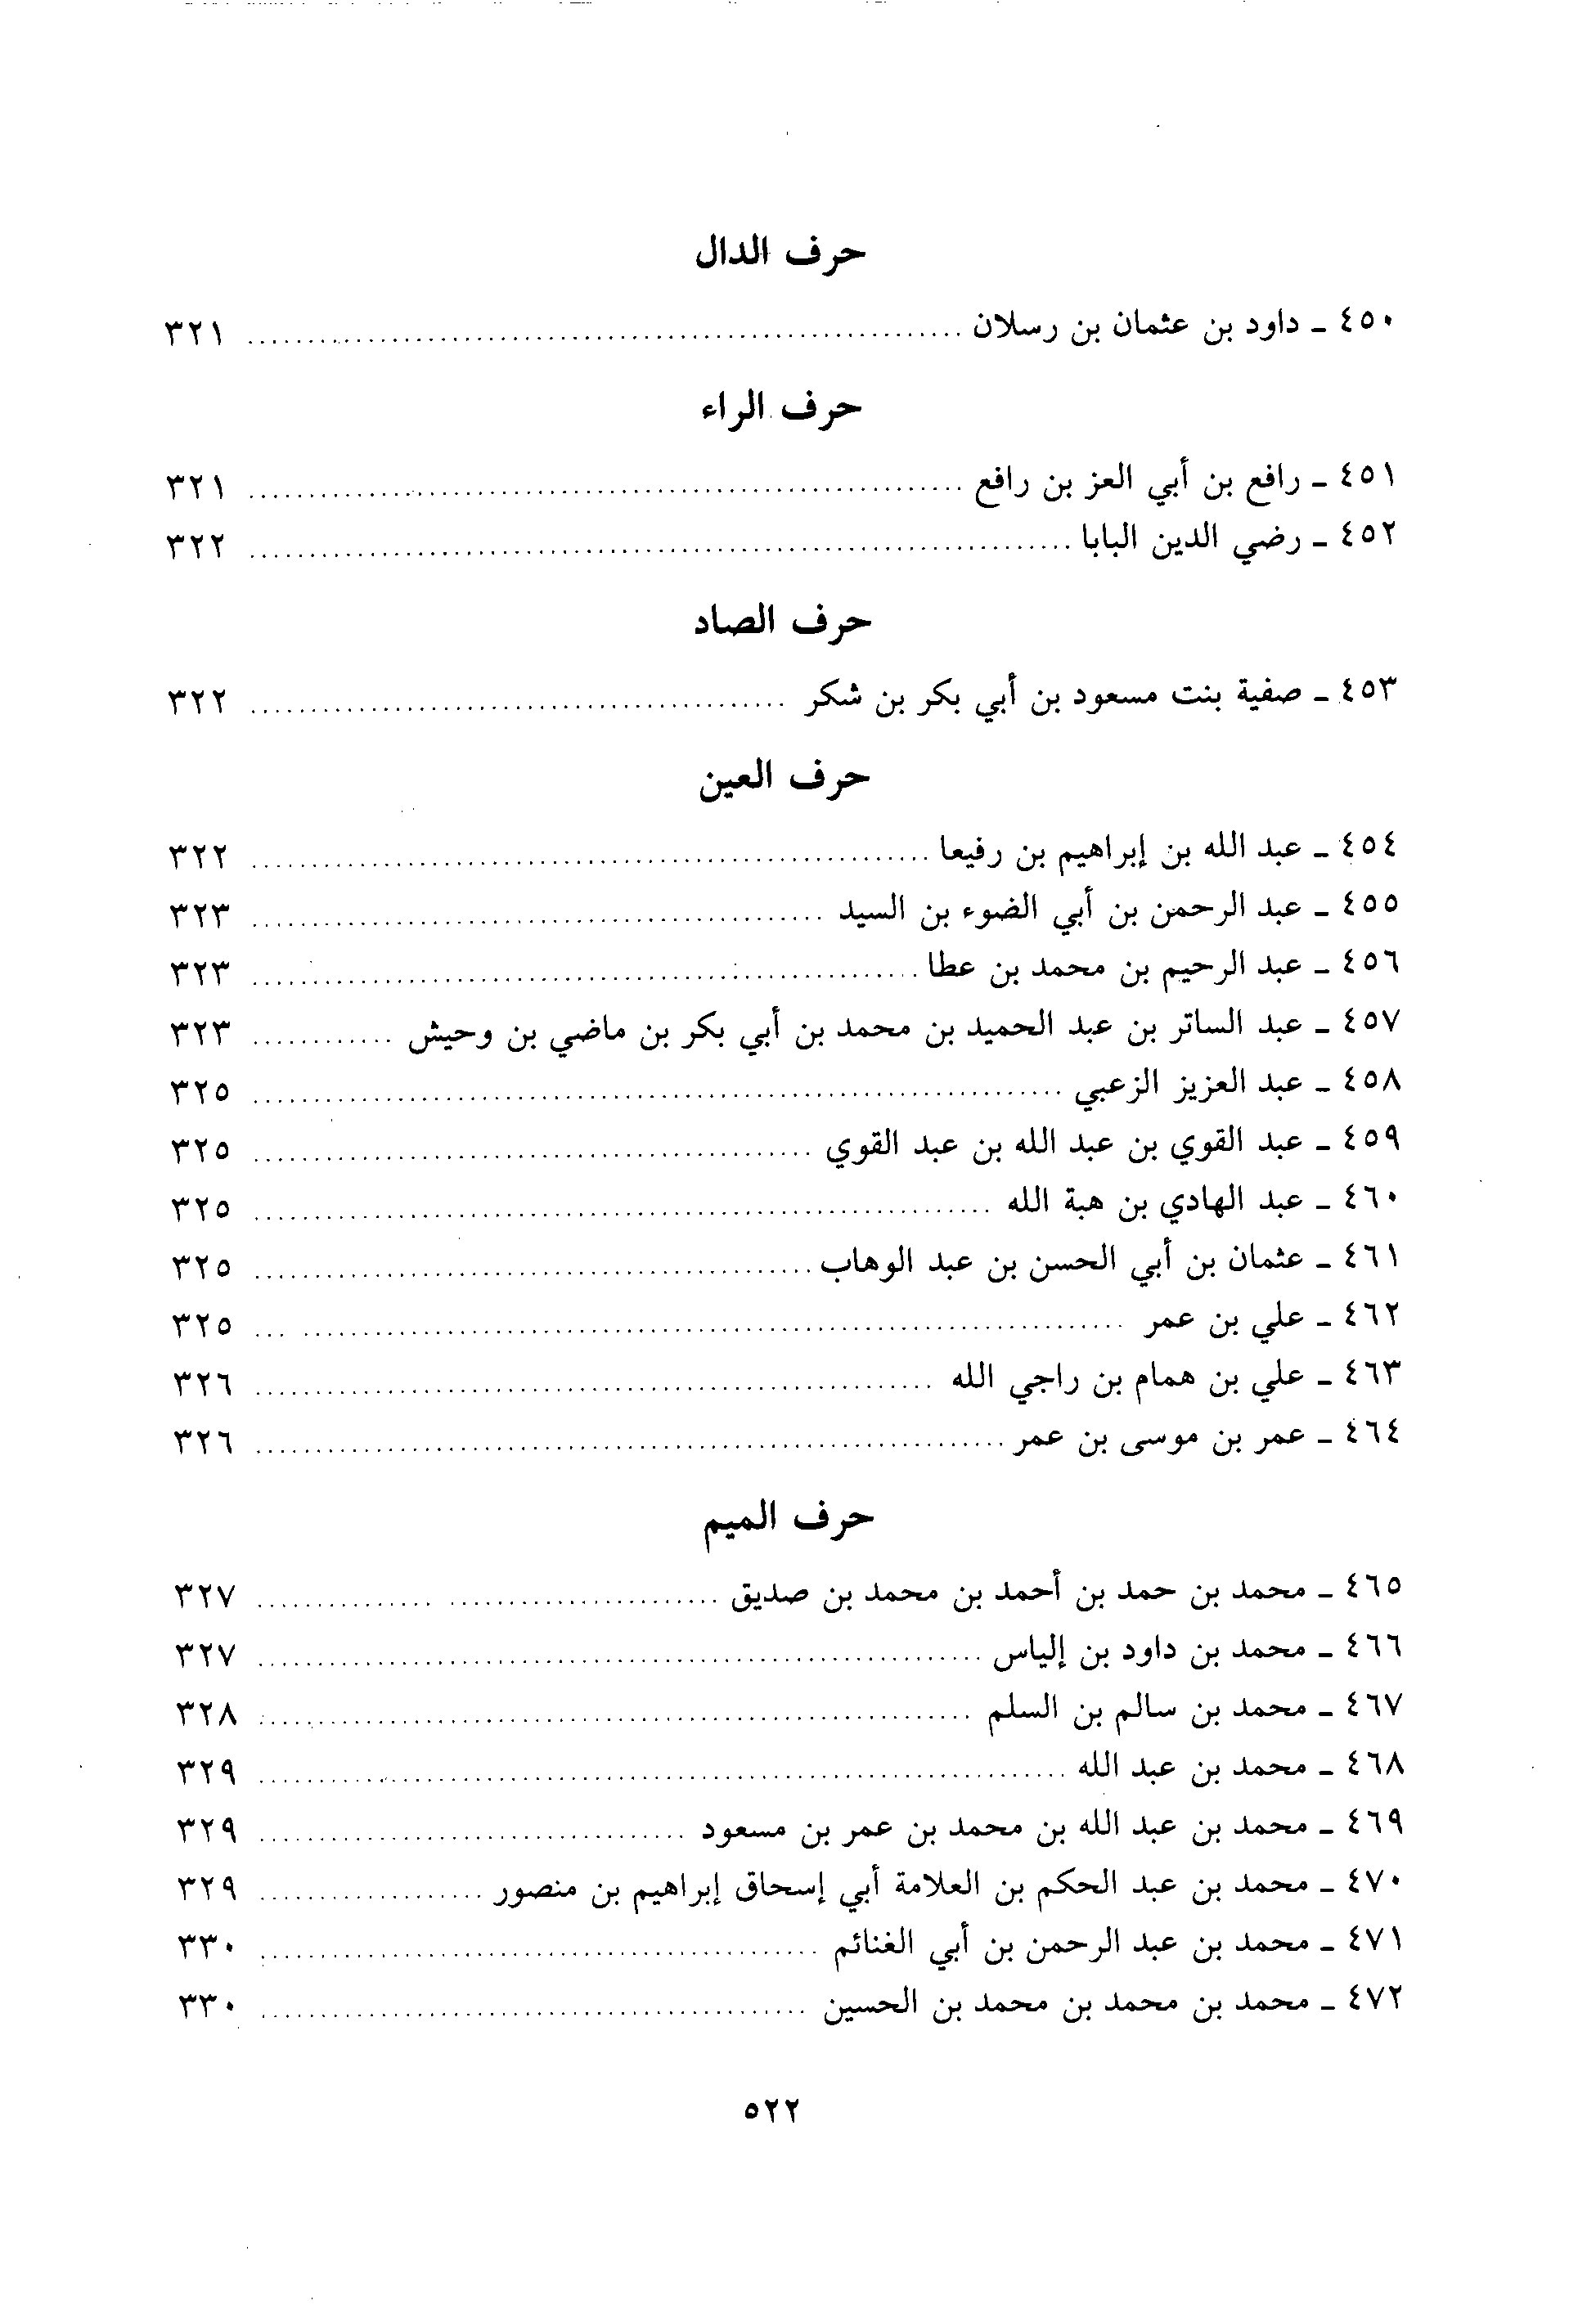 حرف الدال
٤٥٠ ـ داود بن عثمان بن رسلان ........ ٣٢١
حرف الراء
٤٥١ ـ رافع بن أبي العز بن رافع ........ ٣٢١
٤٥٢ ـ رضي الدين البابا ........ ٣٢٢
حرف الصاد
٤٥٣ ـ صفية بنت مسعود بن أبي بكر بن شكر ........ ٣٢٢
حرف العين
٤٥٤ ـ عبد الله بن إبراهيم بن رفيعا ........ ٣٢٢
٤٥٥ ـ عبد الرحمن بن أبي الضوء بن السيد ........ ٣٢٣
٤٥٦ ـ عبد الرحيم بن محمد بن عطا ........ ٣٢٣
٤٥٧ ـ عبد الساتر بن عبد الحميد بن محمد بن أبي بكر بن ماضي بن وحيش ........ ٣٢٣
٤٥٨ ـ عبد العزيز الزعبي ........ ٣٢٥
٤٥٩ ـ عبد القوي بن عبد الله بن عبد القوي ........ ٣٢٥
٤٦٠ ـ عبد الهادي بن هبة الله ........ ٣٢٥
٤٦١ ـ عثمان بن أبي الحسن بن عبد الوهاب ........ ٣٢٥
٤٦٢ ـ علي بن عمر ........ ٣٢٥
٤٦٣ ـ علي بن همام بن راجي الله ........ ٣٢٦
٤٦٤ ـ عمر بن موسى بن عمر ........ ٣٢٦
حرف الميم
٤٦٥ ـ محمد بن حمد بن أحمد بن محمد بن صديق ........ ٣٢٧
٤٦٦ ـ محمد بن داود بن إلياس ........ ٣٢٧
٤٦٧ ـ محمد بن سالم بن السلم ........ ٣٢٨
٤٦٨ ـ محمد بن عبد الله ........ ٣٢٩
٤٦٩ ـ محمد بن عبد الله بن محمد بن عمر بن مسعود ........ ٣٢٩
٤٧٠ ـ محمد بن عبد الحكم بن العلامة أبي إسحاق إبراهيم بن منصور ........ ٣٢٩
٤٧١ ـ محمد بن عبد الرحمن بن أبي الغنائم ........ ٣٣٠
٤٧٢ ـ محمد بن محمد بن محمد بن الحسين ........ ٣٣٠
٥٢٢